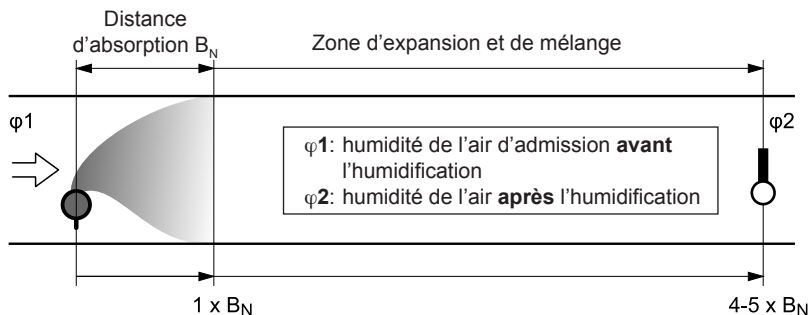 Distance
d'absorption B_N
Zone d'expansion et de mélange
φ1
φ2
φ1: humidité de l'air d'admission avant
l'humidification
φ2: humidité de l'air après l'humidification
1 x B_N
4-5 x B_N